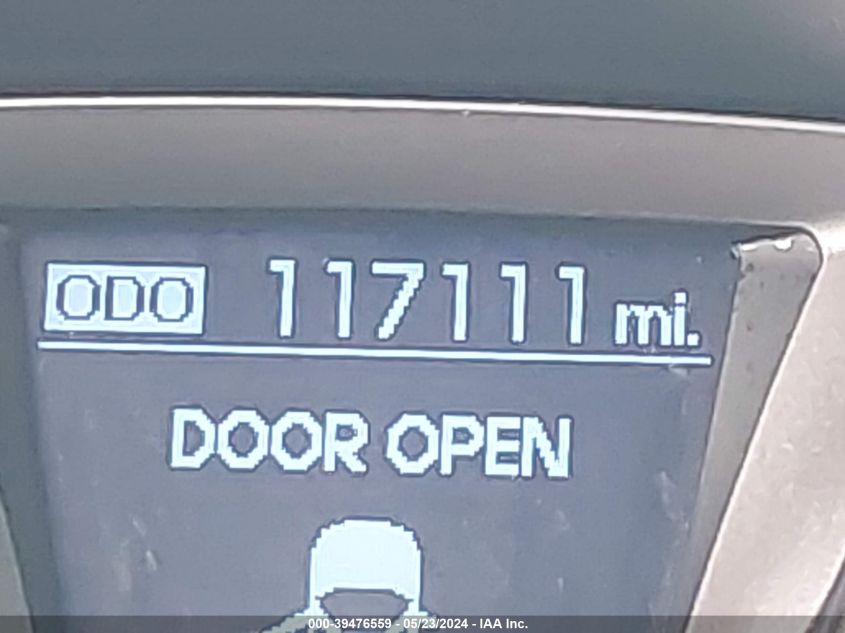 ODO 117111 mi.
DOOR OPEN
000-39476559 - 05/23/2024 - IAA Inc.